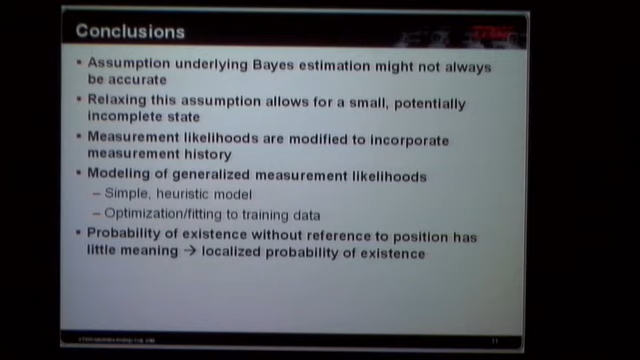 Conclusions
Assumption underlying Bayes estimation might not always
be accurate
Relaxing this assumption allows for a small, potentially
incomplete state
Measurement likelihoods are modified to incorporate
measurement history
Modeling of generalized measurement likelihoods
– Simple, heuristic model
– Optimization/fitting to training data
Probability of existence without reference to position has
little meaning → localized probability of existence
11